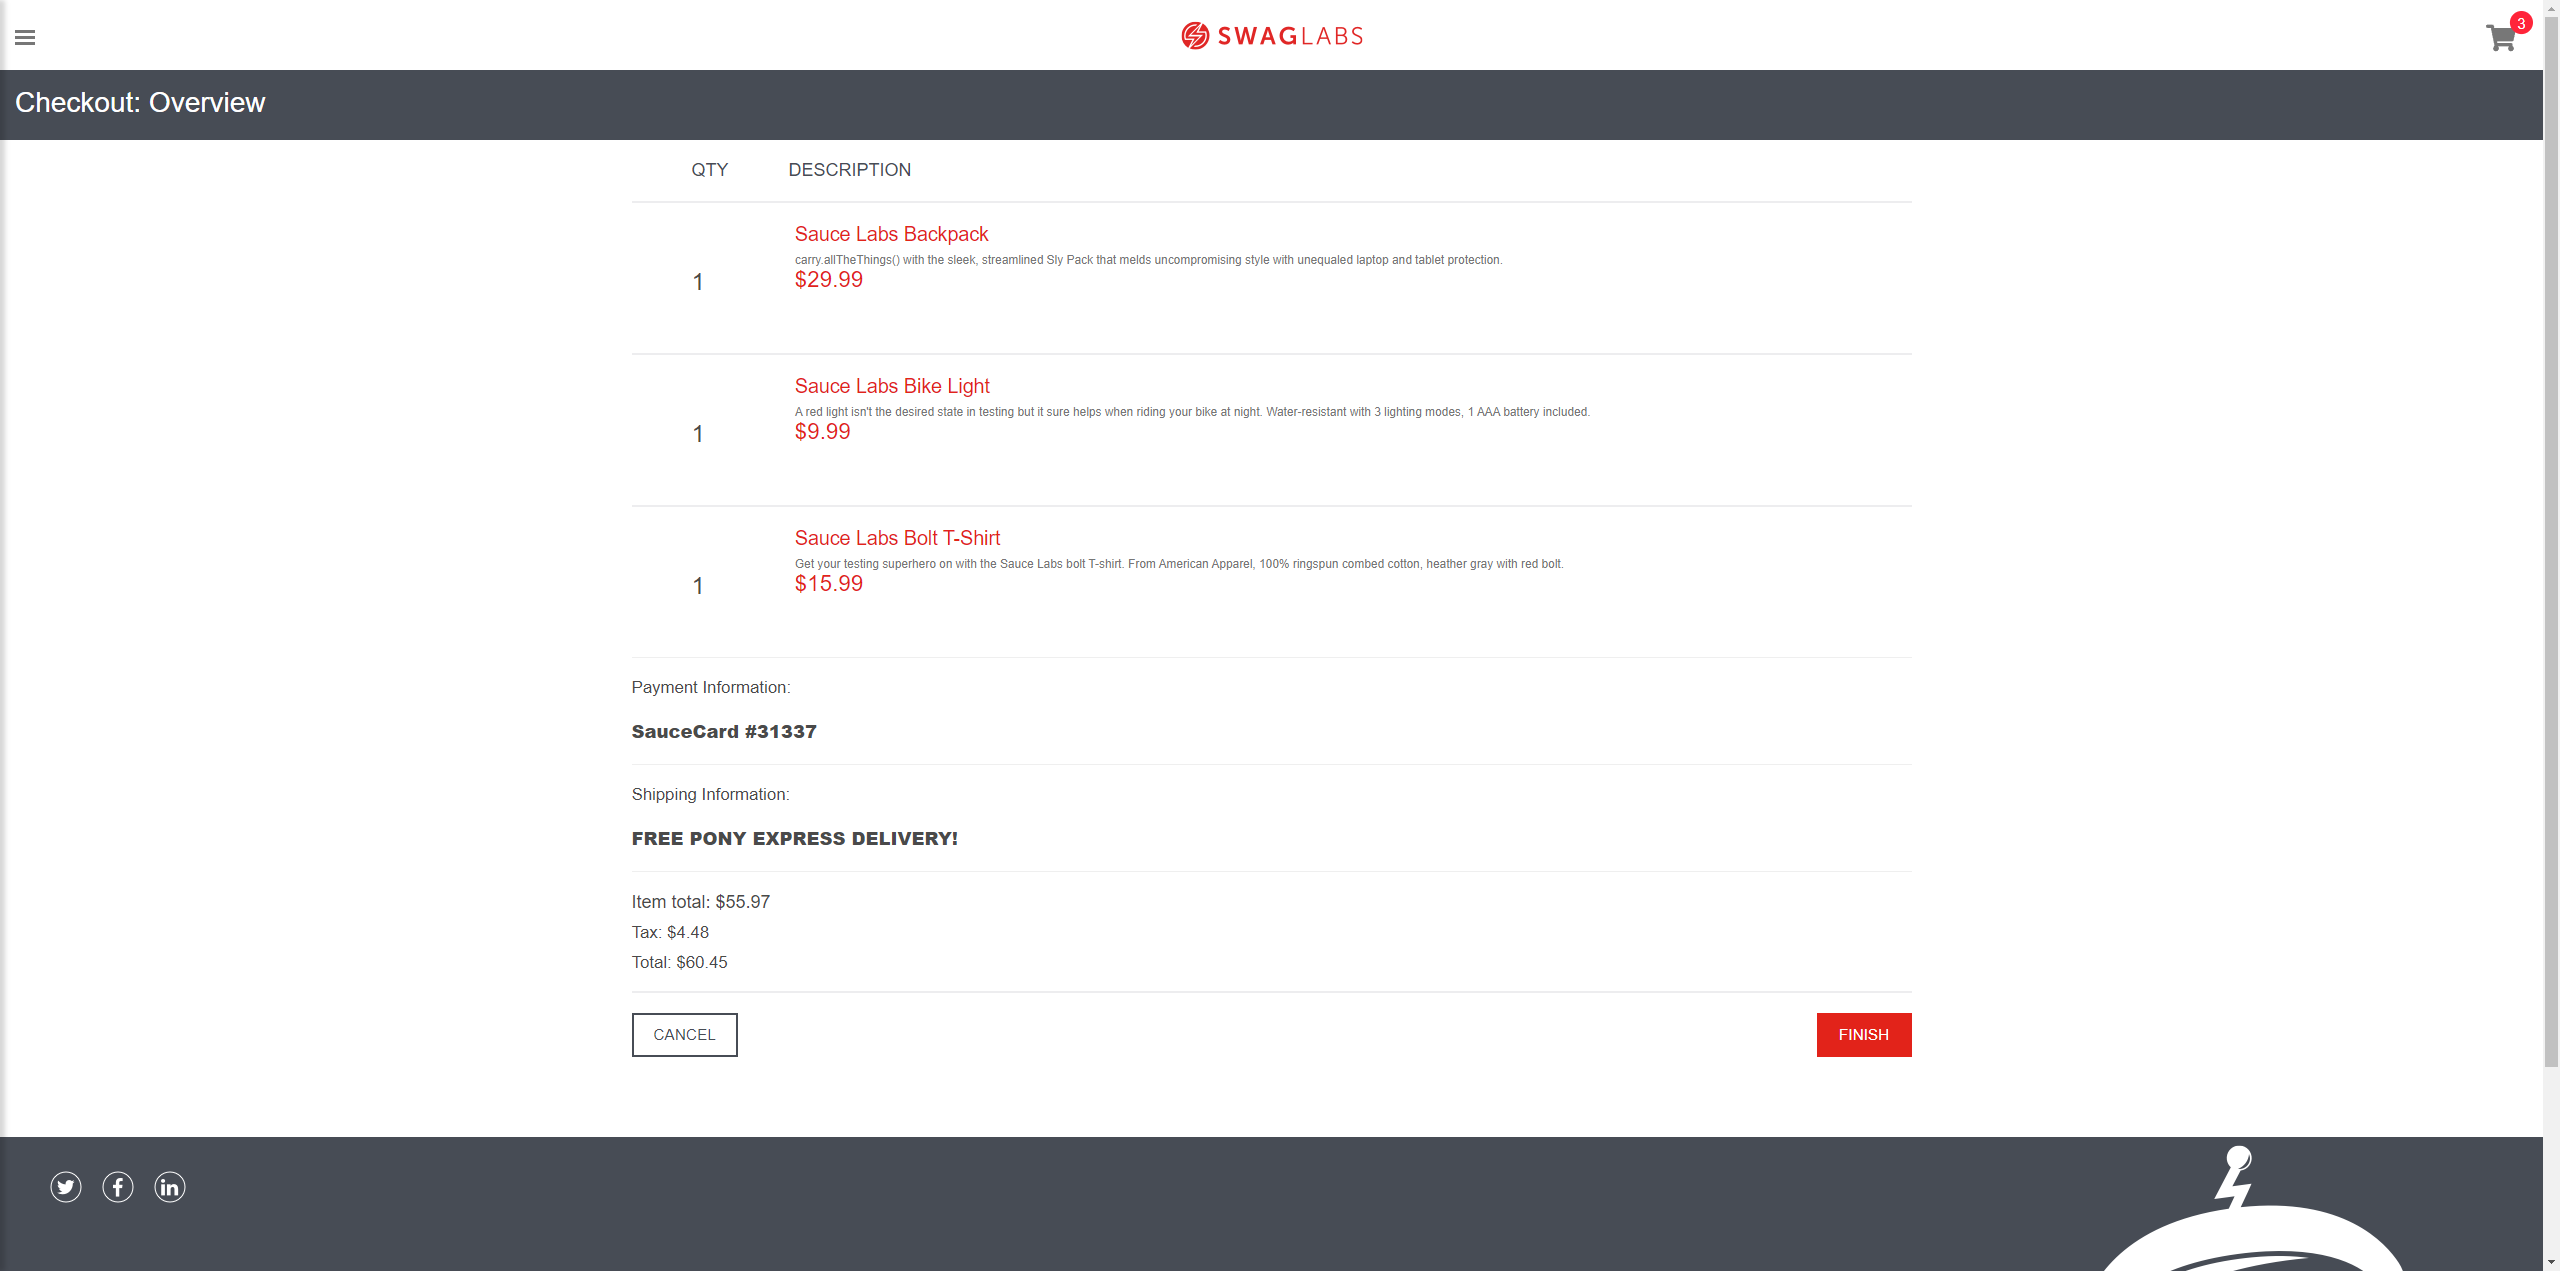 SWAGLABS
3
Checkout: Overview
QTY DESCRIPTION
Sauce Labs Backpack
carry.allTheThings() with the sleek, streamlined Sly Pack that melds uncompromising style with unequaled laptop and tablet protection.
1 $29.99
Sauce Labs Bike Light
A red light isn't the desired state in testing but it sure helps when riding your bike at night. Water-resistant with 3 lighting modes, 1 AAA battery included.
1 $9.99
Sauce Labs Bolt T-Shirt
Get your testing superhero on with the Sauce Labs bolt T-shirt. From American Apparel, 100% ringspun combed cotton, heather gray with red bolt.
1 $15.99
Payment Information:
SauceCard #31337
Shipping Information:
FREE PONY EXPRESS DELIVERY!
Item total: $55.97
Tax: $4.48
Total: $60.45
CANCEL FINISH